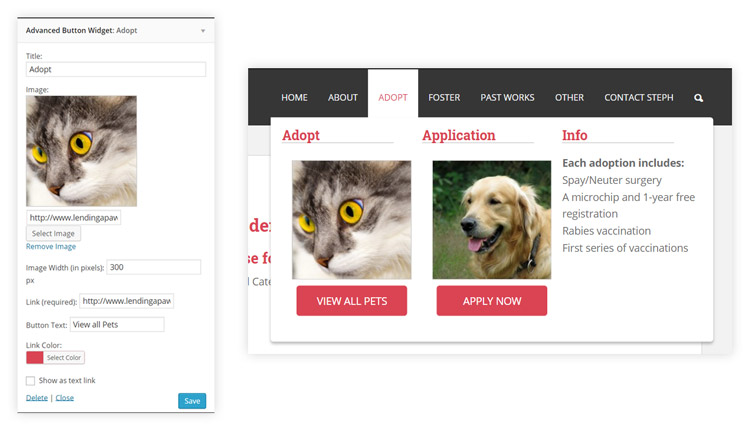 Advanced Button Widget: Adopt
Title:
Adopt
Image:
http://www.lendingapaw
Select Image
Remove Image
Image Width (in pixels): 300
px
Link (required): http://www.lendingapaw
Button Text: View all Pets
Link Color:
Select Color
Show as text link
Delete | Close
Save
HOME ABOUT ADOPT FOSTER PAST WORKS OTHER CONTACT STEPH
Adopt
VIEW ALL PETS
Application
APPLY NOW
Info
Each adoption includes:
Spay/Neuter surgery
A microchip and 1-year free
registration
Rabies vaccination
First series of vaccinations